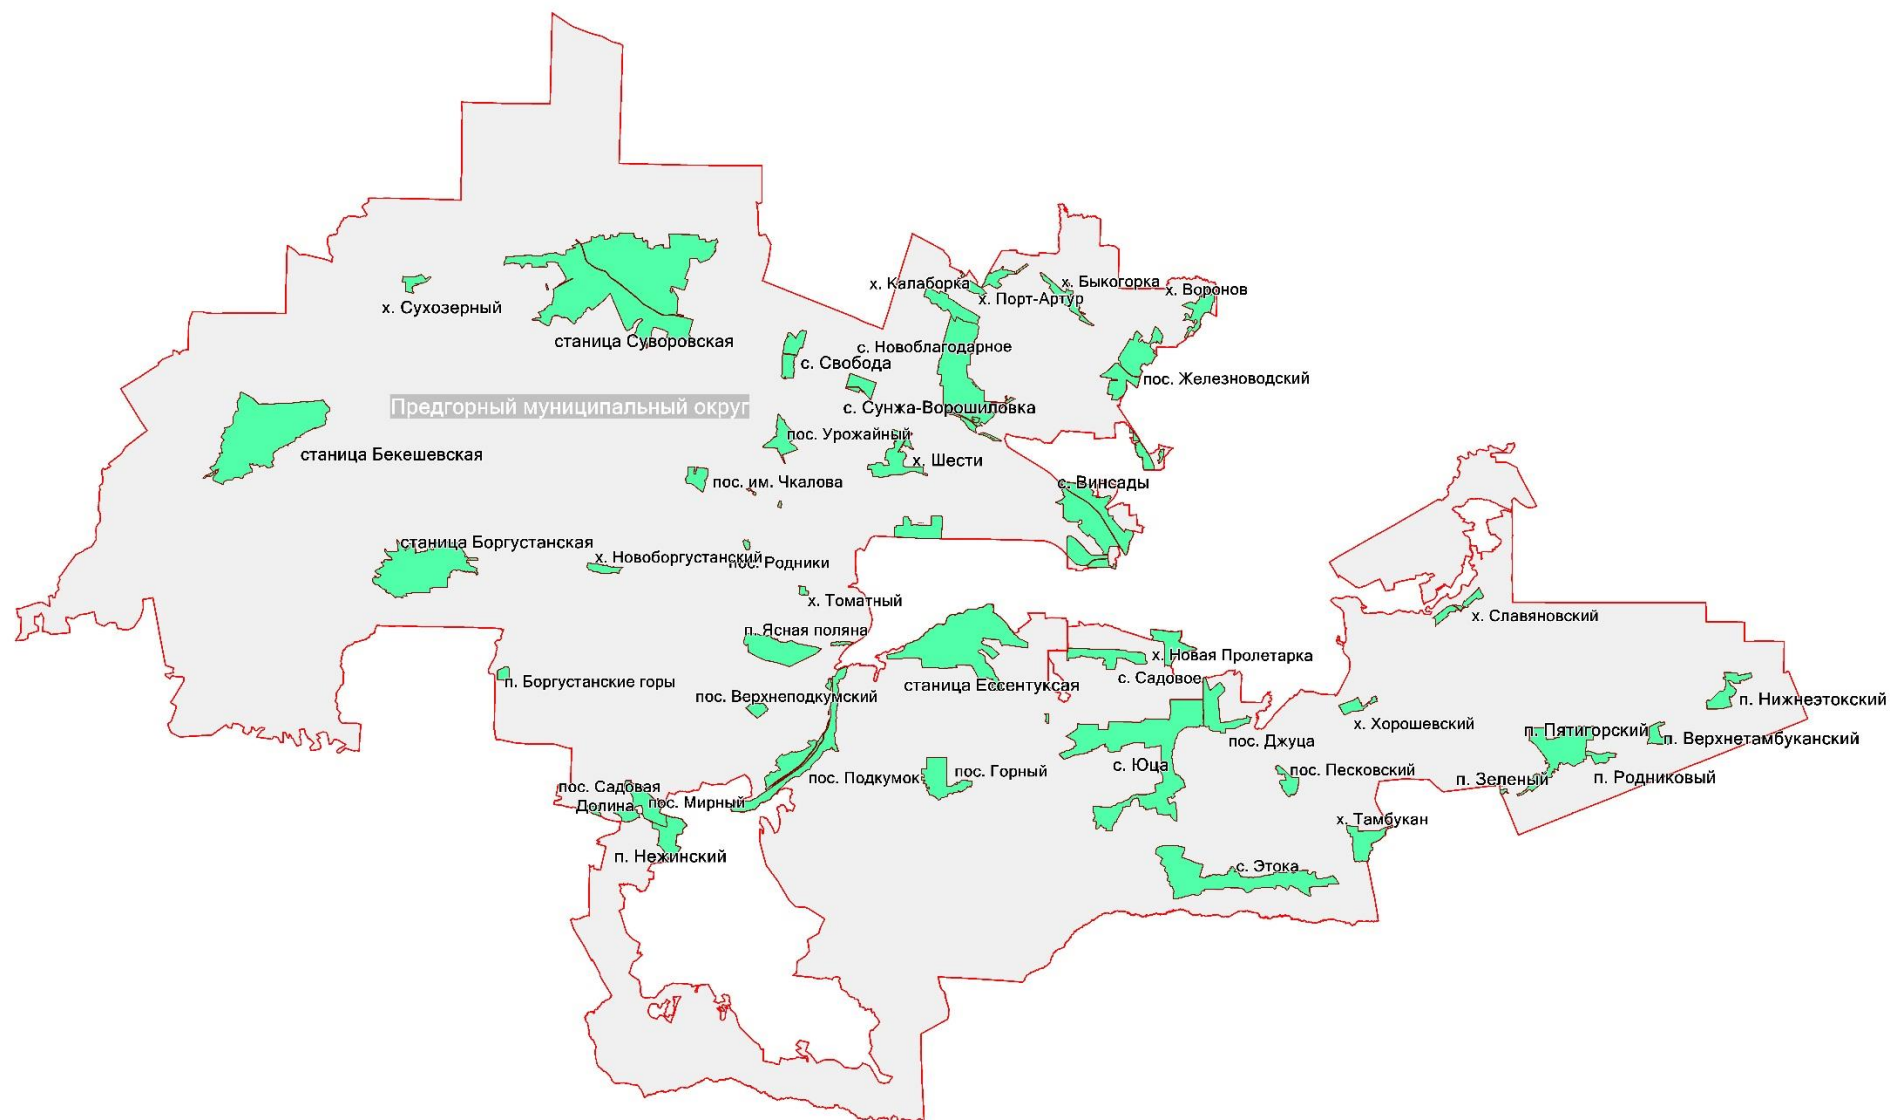 х. Калаборка
х. Быкогорка
х. Воронов
х. Порт-Артур
х. Сухозерный
станица Суворовская
с. Новоблагодарное
с. Свобода
пос. Железноводский
Предгорный муниципальный округ
с. Сунжа-Ворошиловка
пос. Урожайный
станица Бекешевская
х. Шести
пос. им. Чкалова
с. Винсады
станица Боргустанская
х. Новоборгустанский
пос. Родники
х. Томатный
х. Славяновский
п. Ясная поляна
х. Новая Пролетарка
с. Садовое
п. Боргустанские горы
станица Ессентукская
пос. Верхнеподкумский
п. Нижнеэтокский
х. Хорошевский
п. Пятигорский
п. Верхнетамбуканский
пос. Джуца
с. Юца
пос. Горный
пос. Песковский
пос. Подкумок
п. Зеленый
п. Родниковый
пос. Садовая
Долина
пос. Мирный
х. Тамбукан
п. Нежинский
с. Этока